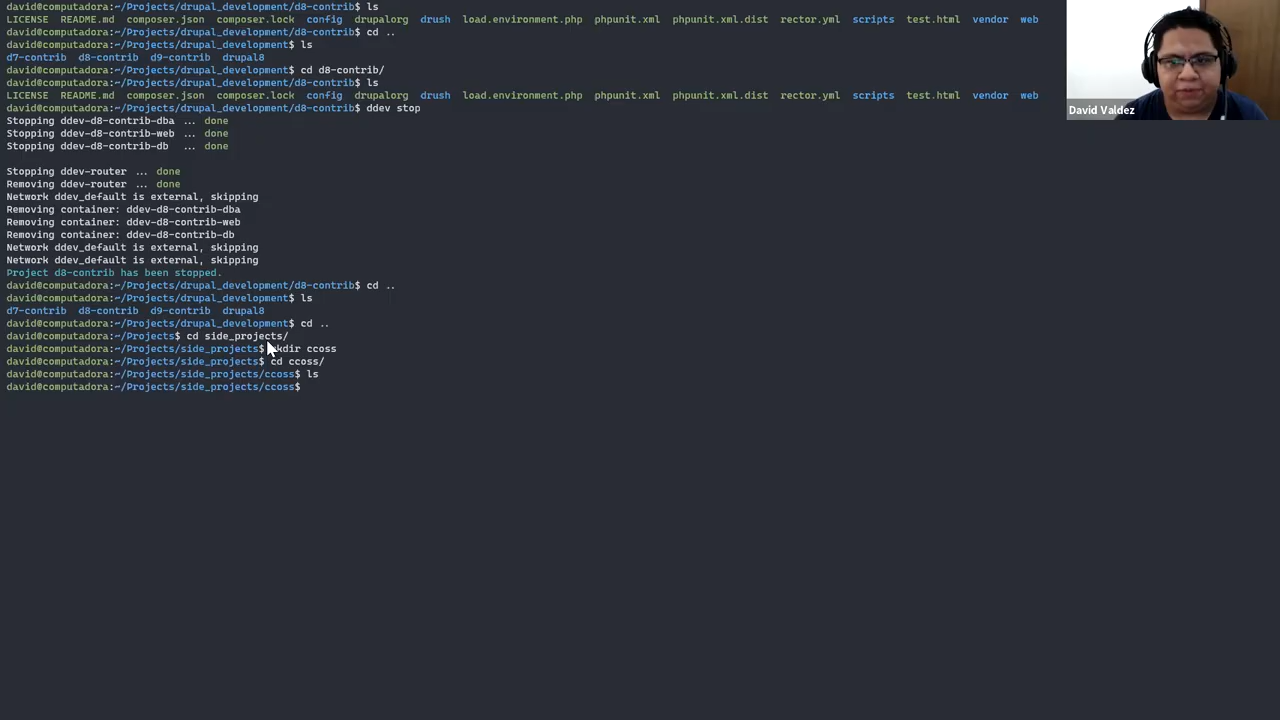 david@computadora:~/Projects/drupal_development/d8-contrib$ ls
LICENSE README.md composer.json composer.lock config drupalorg drush load.environment.php phpunit.xml phpunit.xml.dist rector.yml scripts test.html vendor web
david@computadora:~/Projects/drupal_development/d8-contrib$ cd ..
david@computadora:~/Projects/drupal_development$ ls
d7-contrib d8-contrib d9-contrib drupal8
david@computadora:~/Projects/drupal_development$ cd d8-contrib/
david@computadora:~/Projects/drupal_development/d8-contrib$ ls
LICENSE README.md composer.json composer.lock config drupalorg drush load.environment.php phpunit.xml phpunit.xml.dist rector.yml scripts test.html vendor web
david@computadora:~/Projects/drupal_development/d8-contrib$ ddev stop
Stopping ddev-d8-contrib-dba ... done
Stopping ddev-d8-contrib-web ... done
Stopping ddev-d8-contrib-db ... done
Stopping ddev-router ... done
Removing ddev-router ... done
Network ddev_default is external, skipping
Removing container: ddev-d8-contrib-dba
Removing container: ddev-d8-contrib-web
Removing container: ddev-d8-contrib-db
Network ddev_default is external, skipping
Network ddev_default is external, skipping
Project d8-contrib has been stopped.
david@computadora:~/Projects/drupal_development/d8-contrib$ cd ..
david@computadora:~/Projects/drupal_development$ ls
d7-contrib d8-contrib d9-contrib drupal8
david@computadora:~/Projects/drupal_development$ cd ..
david@computadora:~/Projects$ cd side_projects/
david@computadora:~/Projects/side_projects$ mkdir ccoss
david@computadora:~/Projects/side_projects$ cd ccoss/
david@computadora:~/Projects/side_projects/ccoss$ ls
david@computadora:~/Projects/side_projects/ccoss$
David Valdez